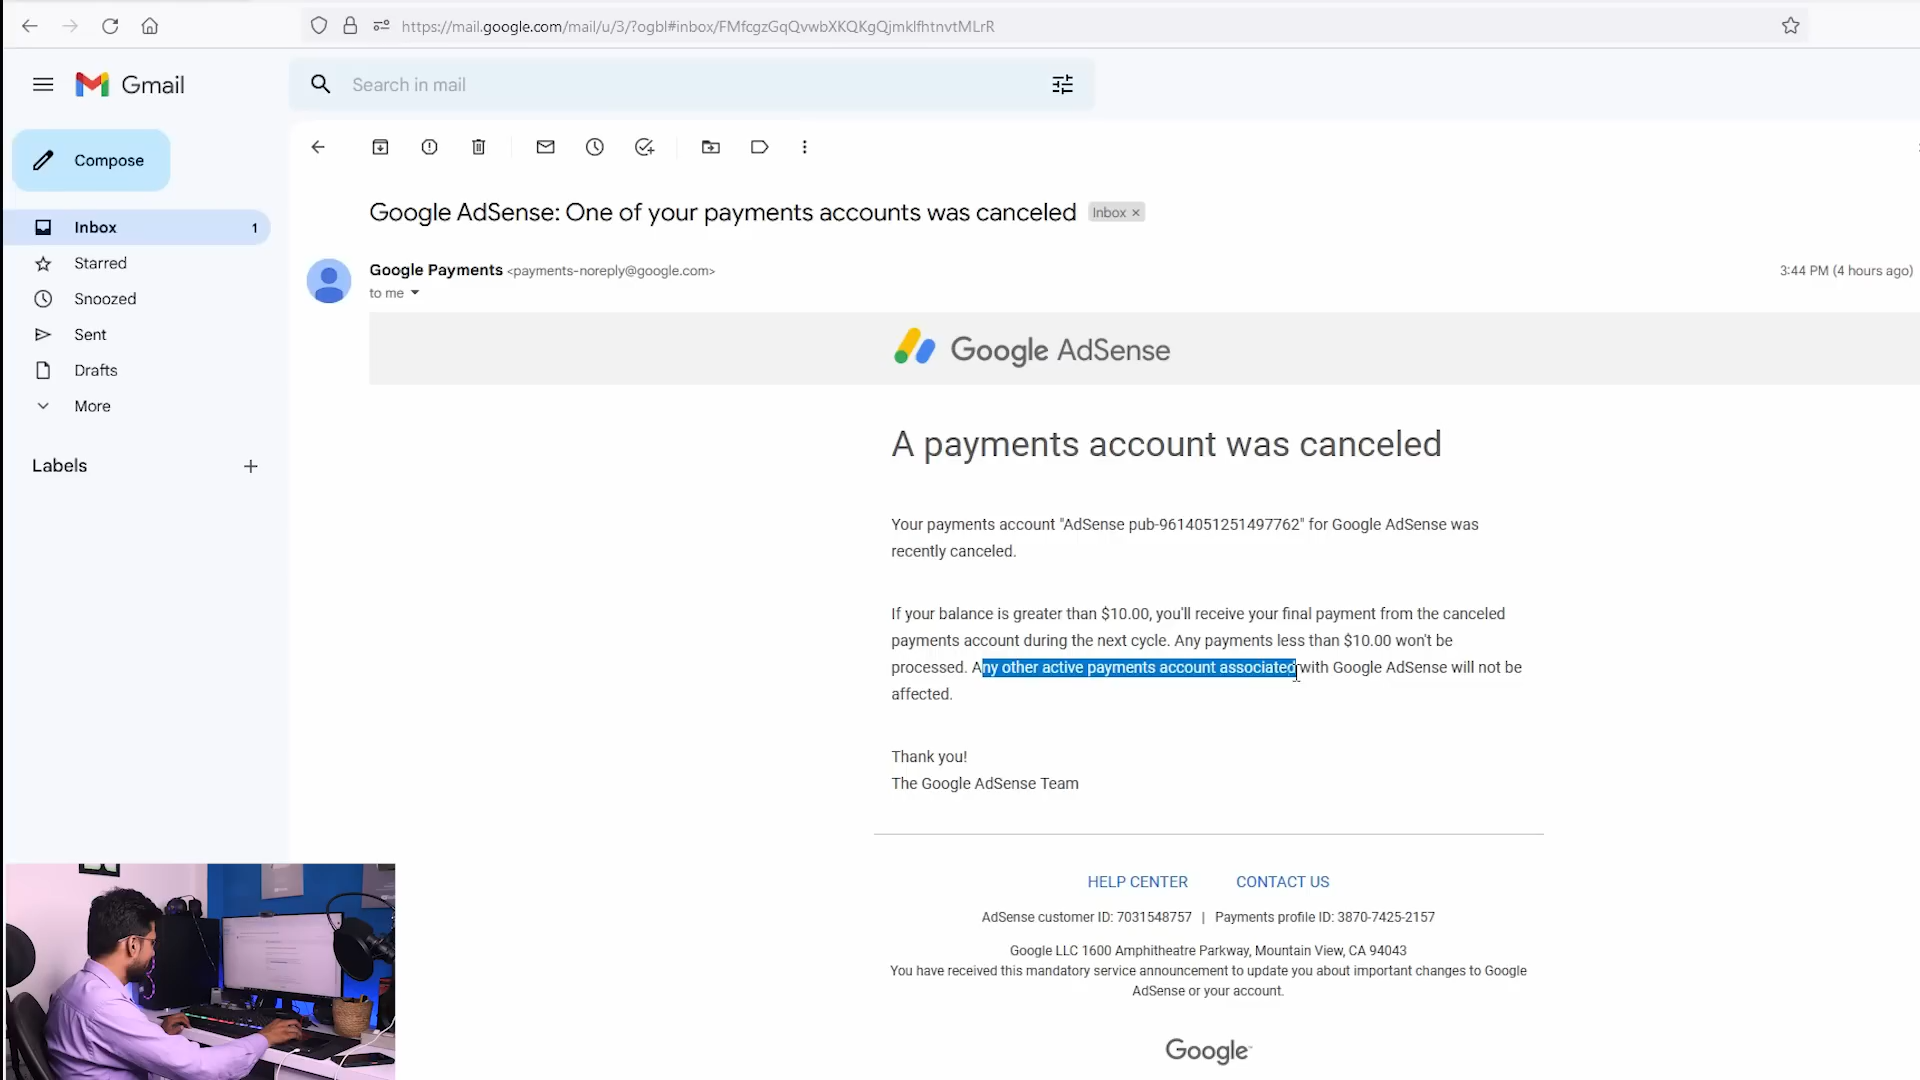 https://mail.google.com/mail/u/3/?ogbl#inbox/FMfcgzGqQvwbXKQKgQjmklfhtnvtMLrR
Gmail
Search in mail
Compose
Inbox 1
Starred
Snoozed
Sent
Drafts
More
Labels
Google AdSense: One of your payments accounts was canceled Inbox ×
Google Payments <payments-noreply@google.com>
3:44 PM (4 hours ago)
to me
Google AdSense
A payments account was canceled
Your payments account "AdSense pub-9614051251497762" for Google AdSense was
recently canceled.
If your balance is greater than $10.00, you'll receive your final payment from the canceled
payments account during the next cycle. Any payments less than $10.00 won't be
processed. Any other active payments account associated with Google AdSense will not be
affected.
Thank you!
The Google AdSense Team
HELP CENTER CONTACT US
AdSense customer ID: 7031548757 | Payments profile ID: 3870-7425-2157
Google LLC 1600 Amphitheatre Parkway, Mountain View, CA 94043
You have received this mandatory service announcement to update you about important changes to Google
AdSense or your account.
Google